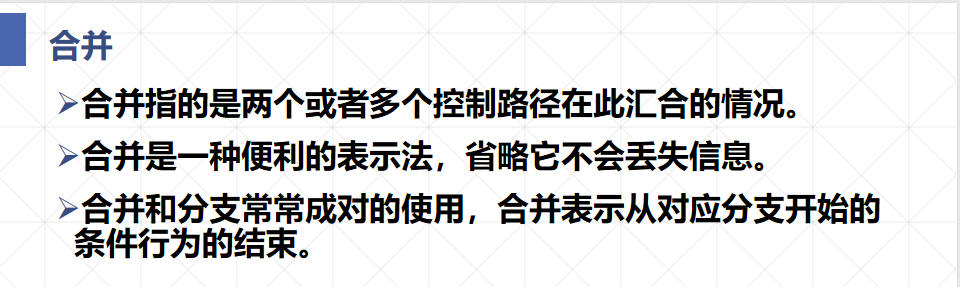 合并
➢合并指的是两个或者多个控制路径在此汇合的情况。
➢合并是一种便利的表示法，省略它不会丢失信息。
➢合并和分支常常成对的使用，合并表示从对应分支开始的
条件行为的结束。